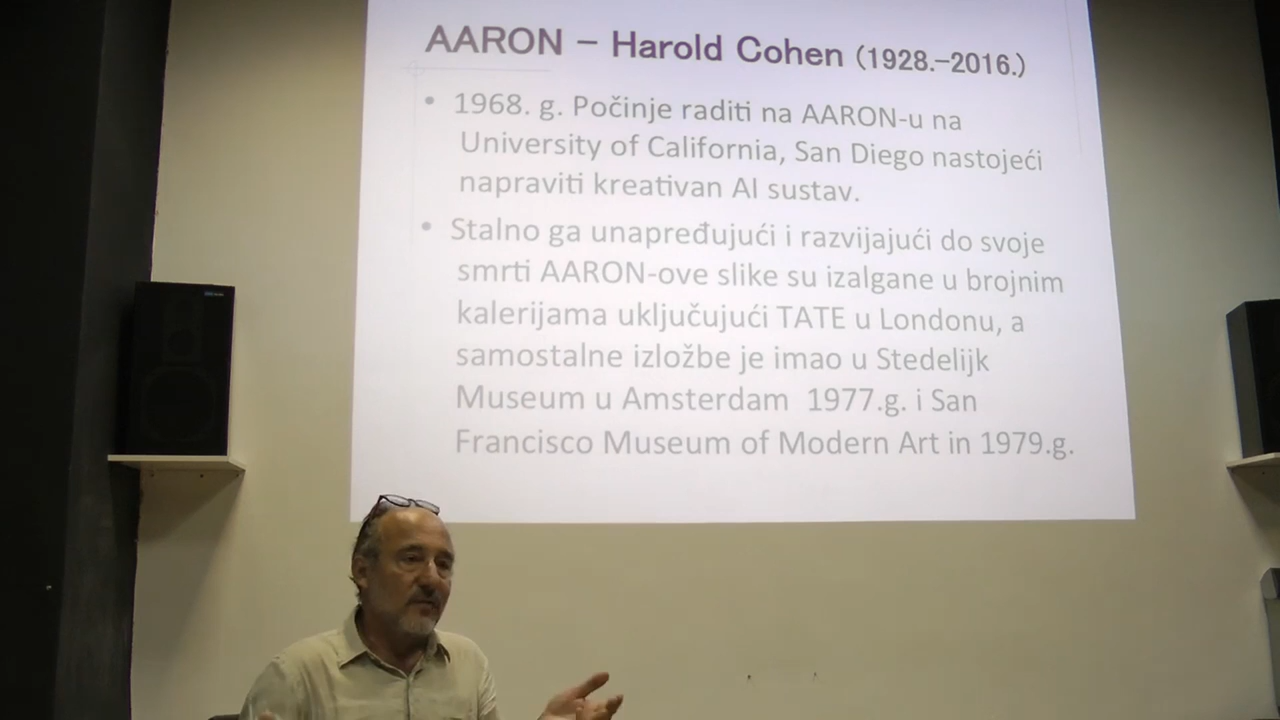 AARON – Harold Cohen (1928.–2016.)
• 1968. g. Počinje raditi na AARON-u na
University of California, San Diego nastojeći
napraviti kreativan AI sustav.
• Stalno ga unapređujući i razvijajući do svoje
smrti AARON-ove slike su izalgane u brojnim
kalerijama uključujući TATE u Londonu, a
samostalne izložbe je imao u Stedelijk
Museum u Amsterdam 1977.g. i San
Francisco Museum of Modern Art in 1979.g.